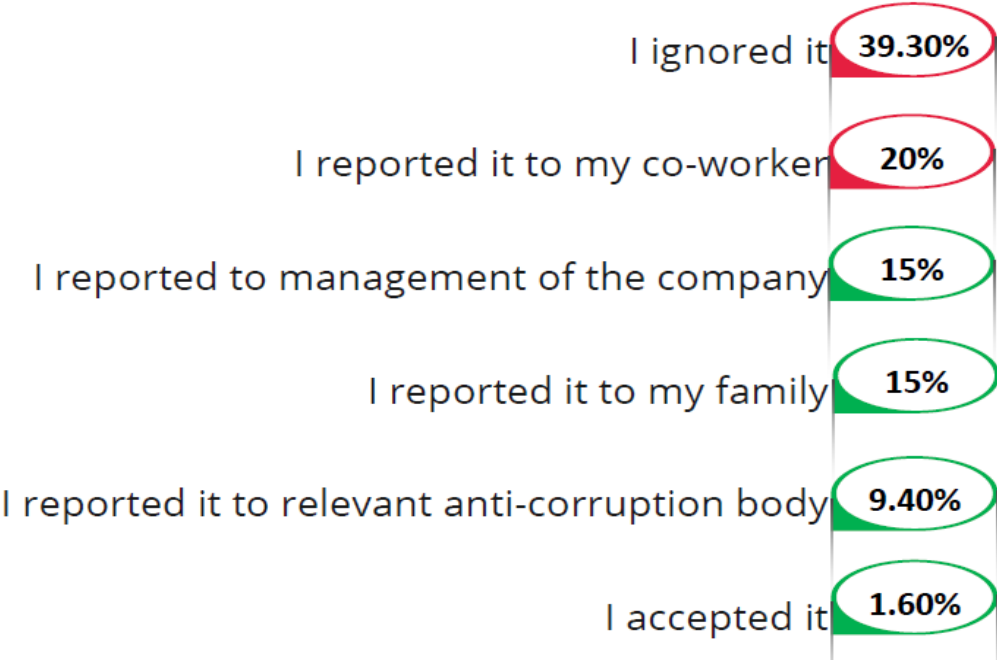 I ignored it 39.30%
I reported it to my co-worker 20%
I reported to management of the company 15%
I reported it to my family 15%
I reported it to relevant anti-corruption body 9.40%
I accepted it 1.60%